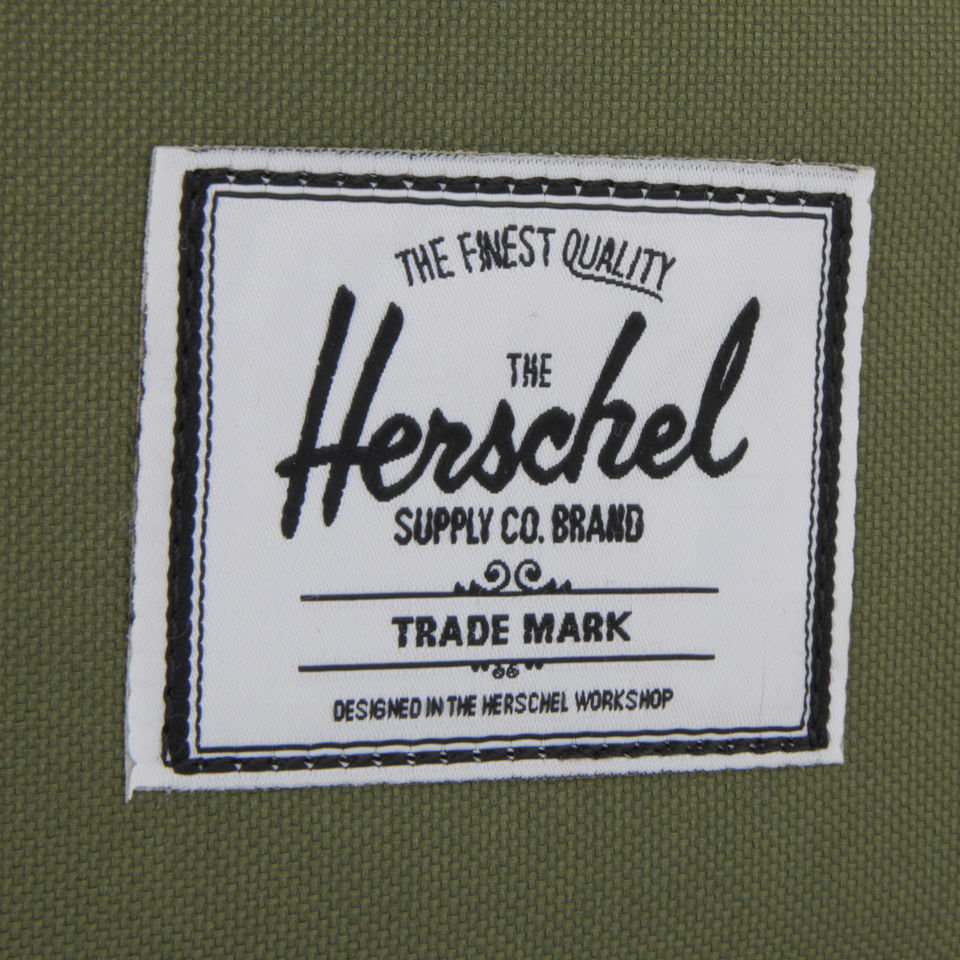 THE FINEST QUALITY
THE
Herschel
SUPPLY CO. BRAND
TRADE MARK
DESIGNED IN THE HERSCHEL WORKSHOP